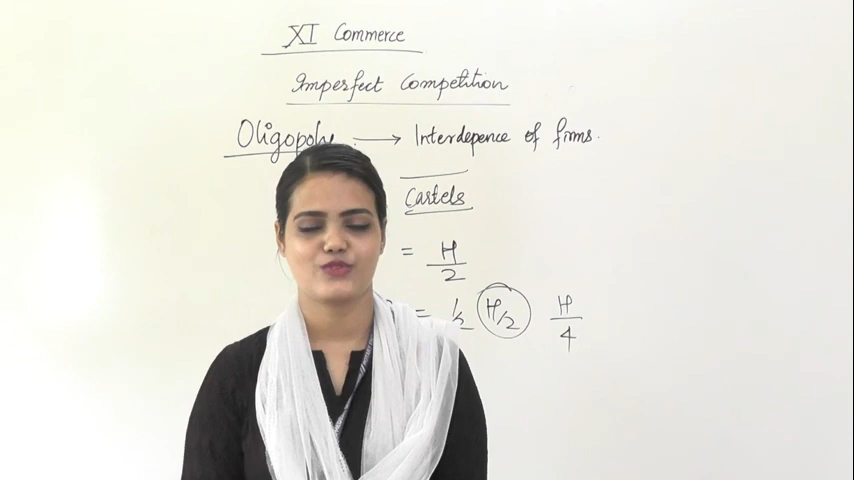 XI Commerce
Imperfect Competition
Oligopoly → Interdepence of firms.
Cartels
= H/2
= 1/2 H/2 H/4